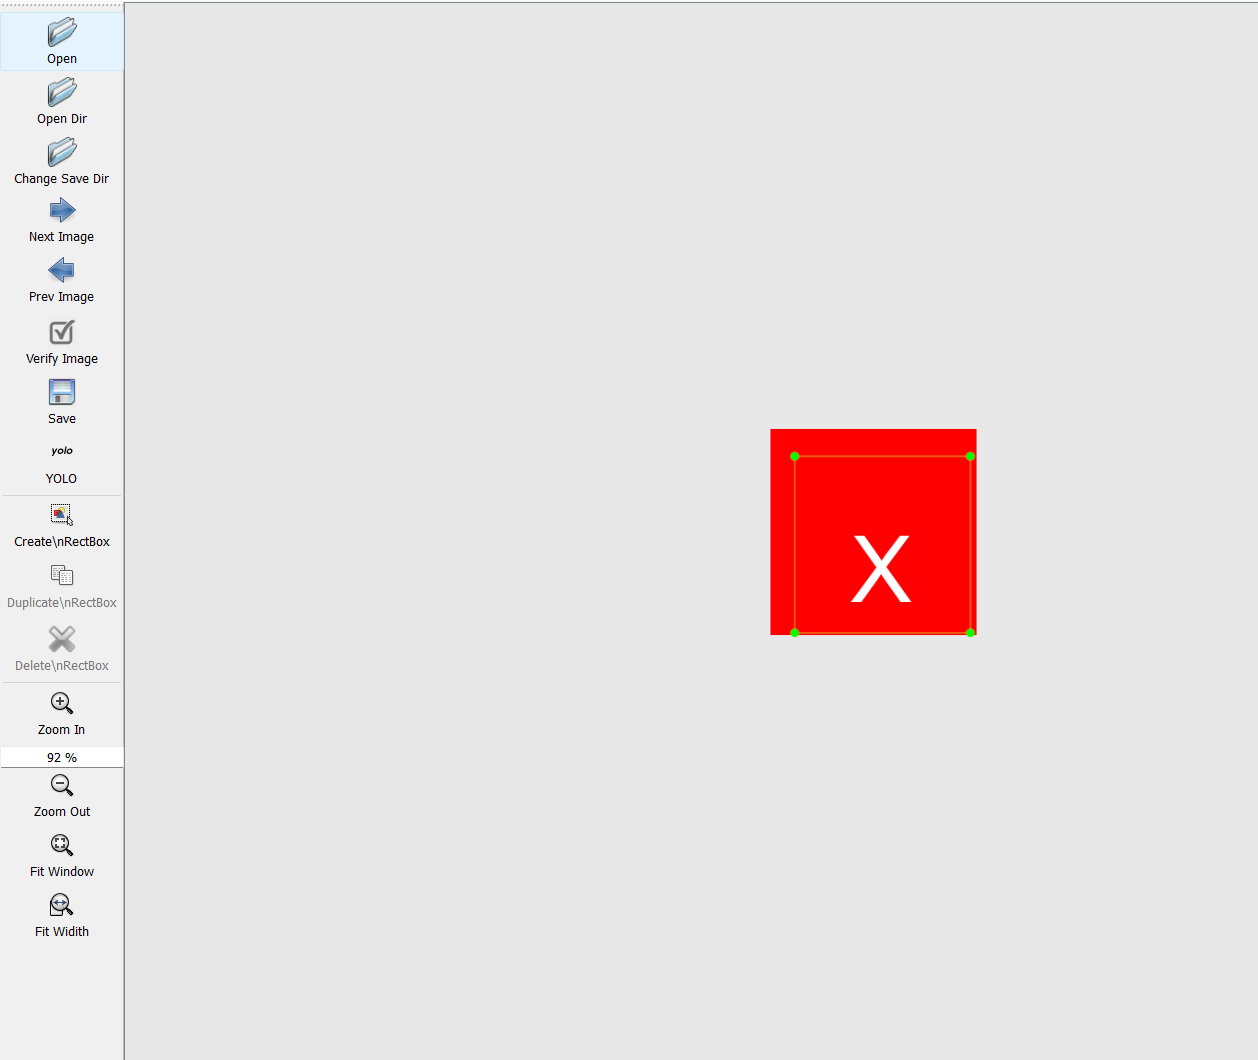 Open
Open Dir
Change Save Dir
Next Image
Prev Image
Verify Image
Save
yolo
YOLO
Create\nRectBox
Duplicate\nRectBox
Delete\nRectBox
Zoom In
92 %
Zoom Out
Fit Window
Fit Widith
X